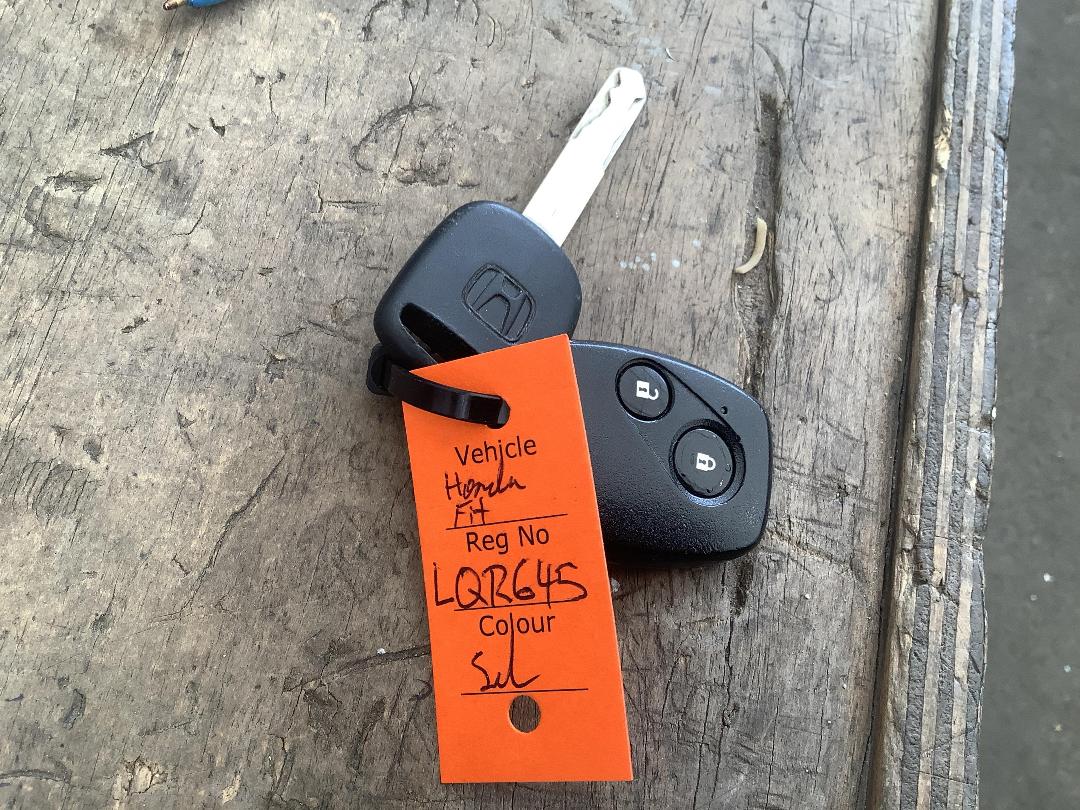 Vehicle
Honda
Fit
Reg No
LQR645
Colour
Sil